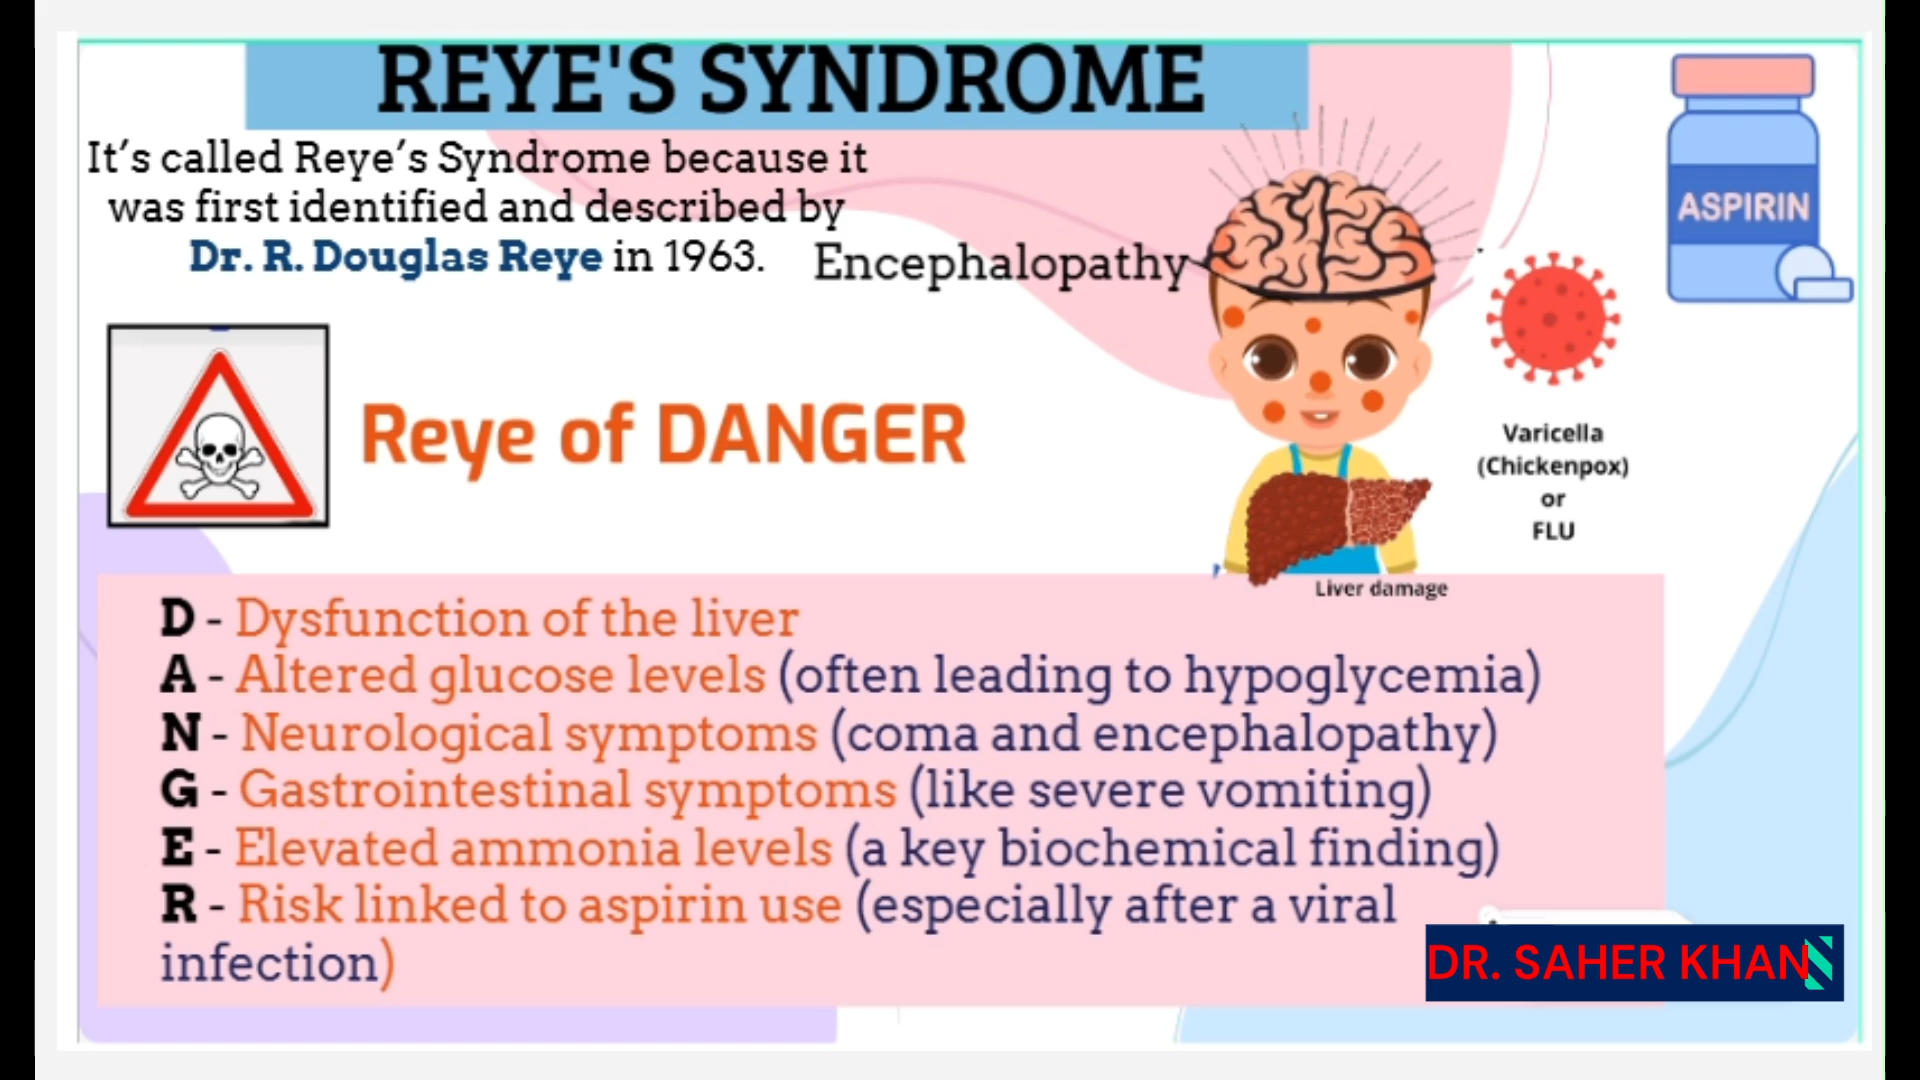 REYE'S SYNDROME
It’s called Reye’s Syndrome because it
was first identified and described by
Dr. R. Douglas Reye in 1963.
Encephalopathy
ASPIRIN
Reye of DANGER
Varicella
(Chickenpox)
or
FLU
Liver damage
D - Dysfunction of the liver
A - Altered glucose levels (often leading to hypoglycemia)
N - Neurological symptoms (coma and encephalopathy)
G - Gastrointestinal symptoms (like severe vomiting)
E - Elevated ammonia levels (a key biochemical finding)
R - Risk linked to aspirin use (especially after a viral
infection)
DR. SAHER KHAN